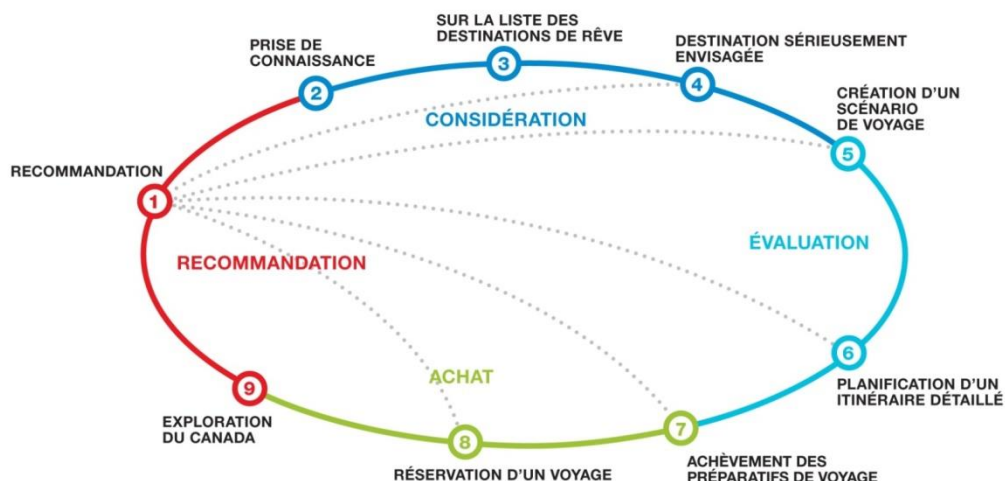 SUR LA LISTE DES
DESTINATIONS DE RÊVE
PRISE DE
CONNAISSANCE
DESTINATION SÉRIEUSEMENT
ENVISAGÉE
3
2
4
CRÉATION D'UN
SCÉNARIO
DE VOYAGE
CONSIDÉRATION
5
RECOMMANDATION
1
ÉVALUATION
RECOMMANDATION
6
PLANIFICATION D'UN
ITINÉRAIRE DÉTAILLÉ
ACHAT
9
EXPLORATION
DU CANADA
8
7
RÉSERVATION D'UN VOYAGE
ACHÈVEMENT DES
PRÉPARATIFS DE VOYAGE